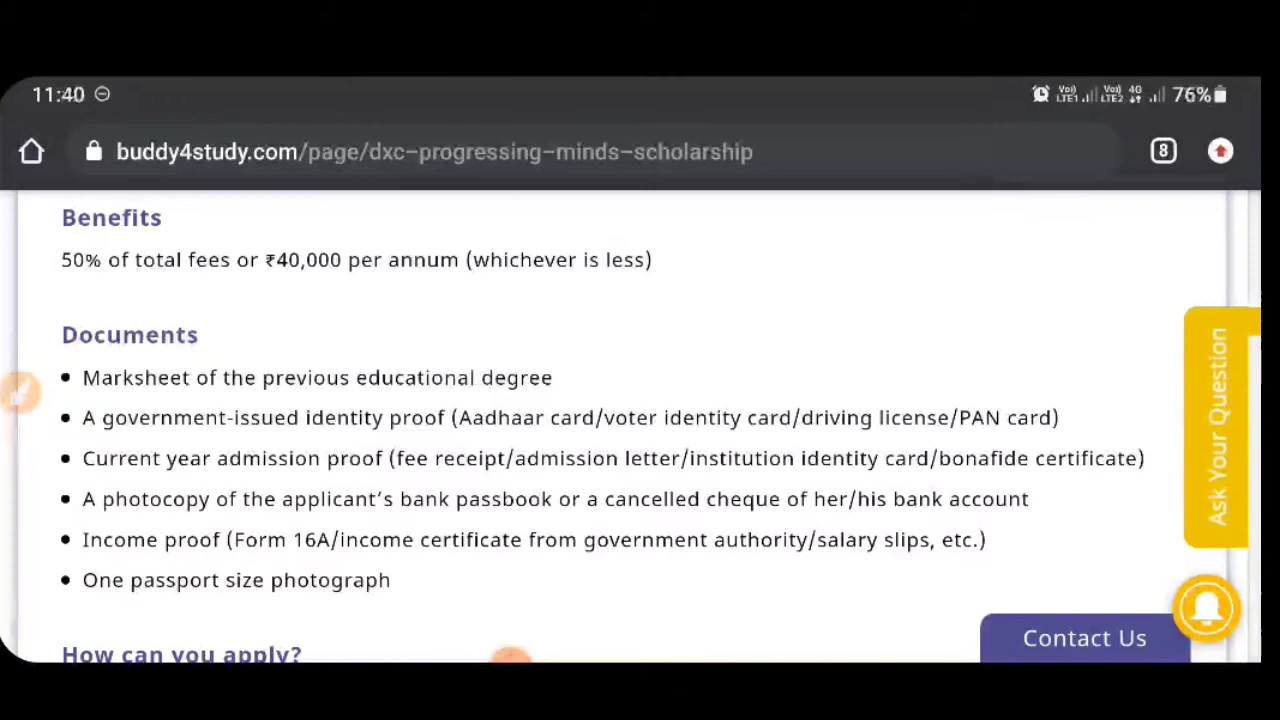 11:40
Vo) LTE1 Vo) LTE2 4G 76%
buddy4study.com/page/dxc-progressing-minds-scholarship
8
Benefits
50% of total fees or ₹40,000 per annum (whichever is less)
Documents
Marksheet of the previous educational degree
A government-issued identity proof (Aadhaar card/voter identity card/driving license/PAN card)
Current year admission proof (fee receipt/admission letter/institution identity card/bonafide certificate)
A photocopy of the applicant’s bank passbook or a cancelled cheque of her/his bank account
Income proof (Form 16A/income certificate from government authority/salary slips, etc.)
One passport size photograph
Ask Your Question
Contact Us
How can you apply?